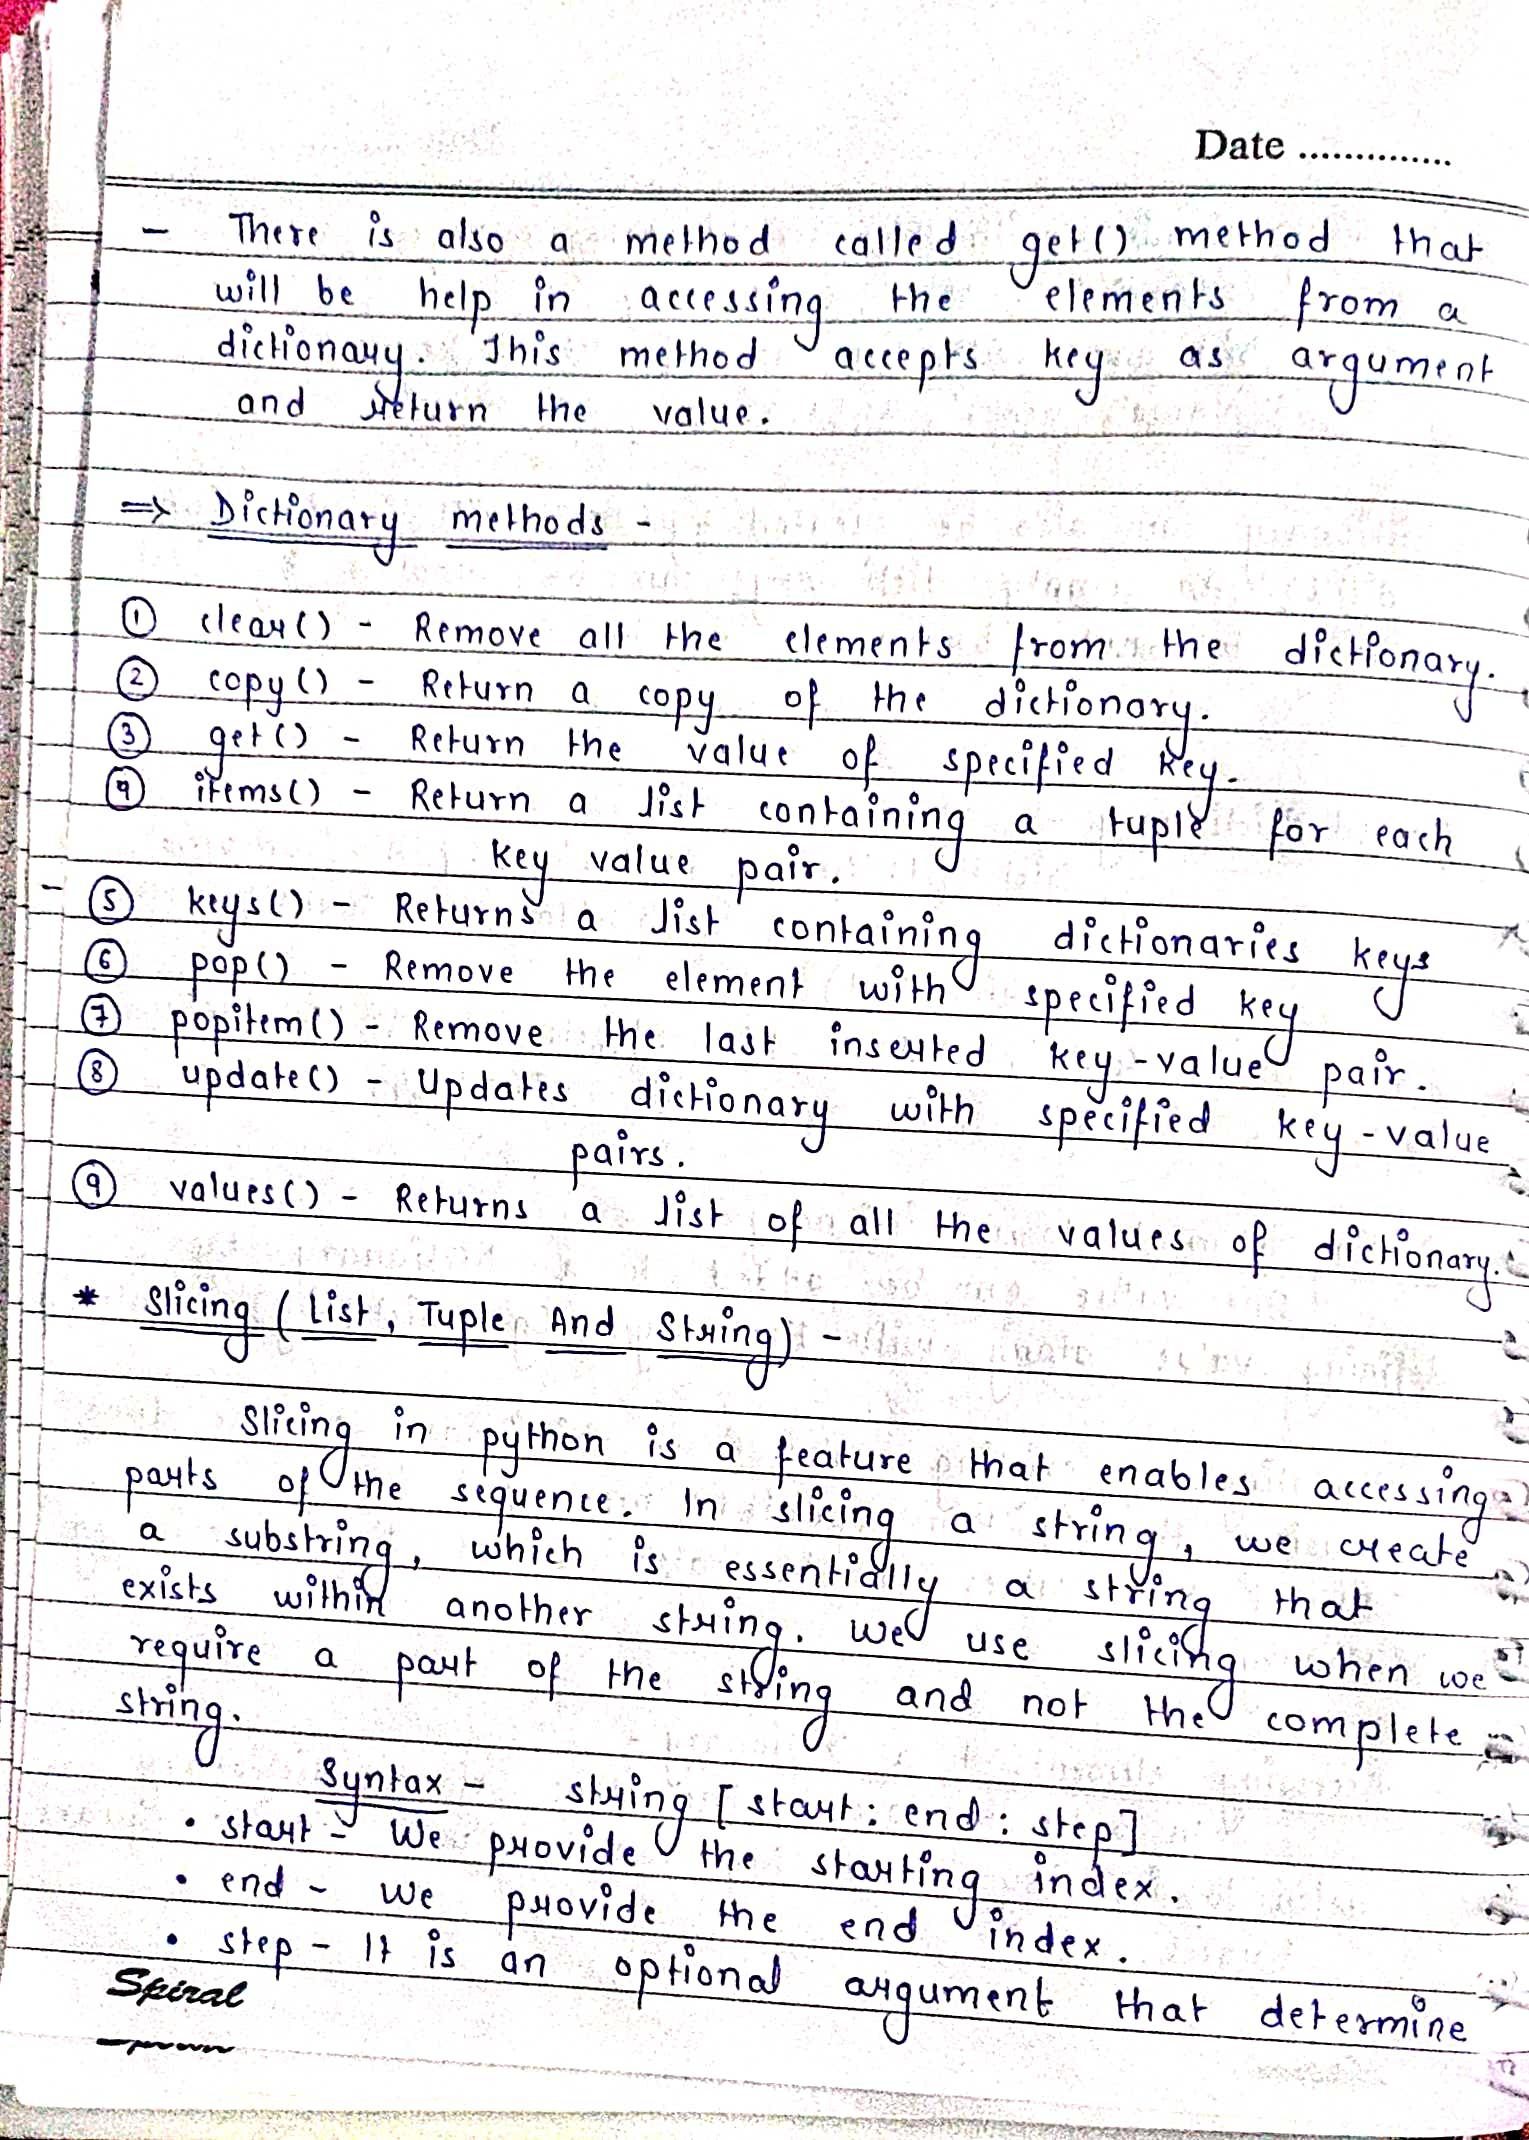 Date ..............
- There is also a method called get() method that
will be help in accessing the elements from a
dictionary. This method accepts key as argument
and return the value.
⇒ Dictionary methods -
① clear() - Remove all the elements from the dictionary.
② copy() - Return a copy of the dictionary.
③ get() - Return the value of specified key.
④ items() - Return a list containing a tuple for each
key value pair.
- ⑤ keys() - Returns a list containing dictionaries keys
⑥ pop() - Remove the element with specified key
⑦ popitem() - Remove the last inserted key-value pair.
⑧ update() - Updates dictionary with specified key-value
pairs.
⑨ values() - Returns a list of all the values of dictionary.
* Slicing (List, Tuple And String) -
Slicing in python is a feature that enables accessing
parts of the sequence. In slicing a string, we create
a substring, which is essentially a string that
exists within another string. We use slicing when we
require a part of the string and not the complete
string.
Syntax - string [start : end : step]
• start - We provide the starting index.
• end - We provide the end index.
• step - It is an optional argument that determine
Spiral